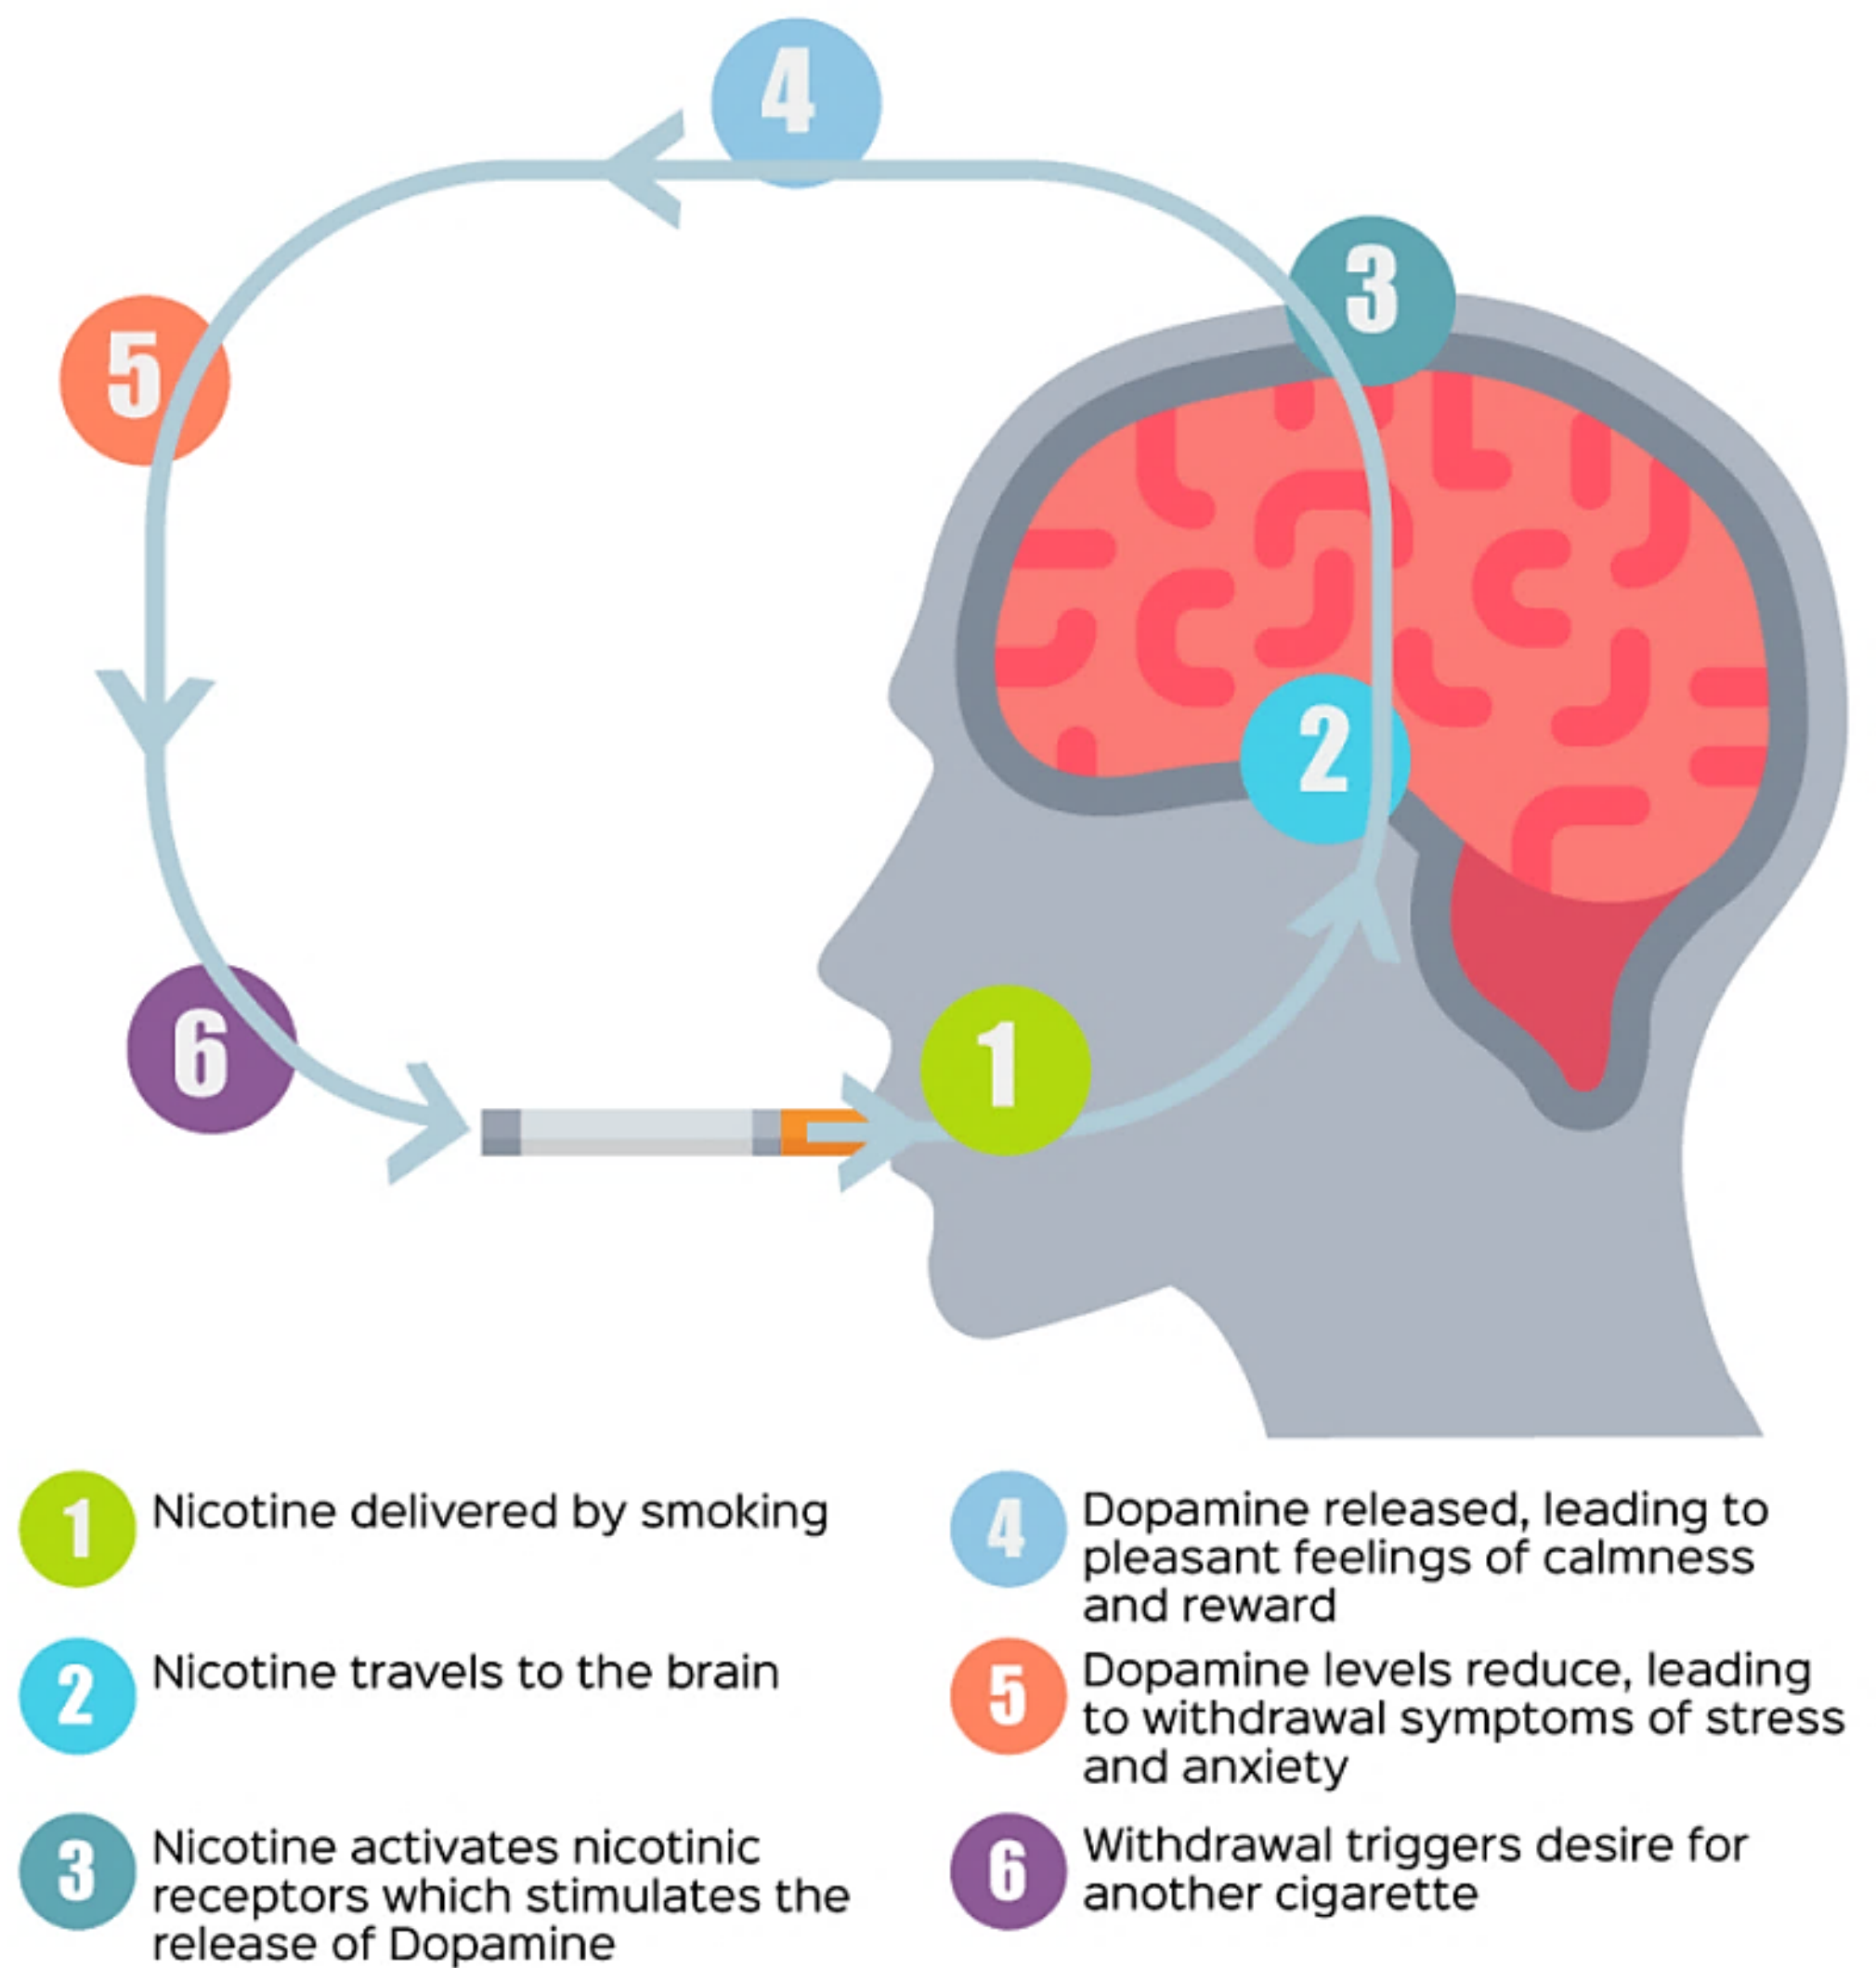 4
3
5
2
6
1
1 Nicotine delivered by smoking
2 Nicotine travels to the brain
3 Nicotine activates nicotinic
receptors which stimulates the
release of Dopamine
4 Dopamine released, leading to
pleasant feelings of calmness
and reward
5 Dopamine levels reduce, leading
to withdrawal symptoms of stress
and anxiety
6 Withdrawal triggers desire for
another cigarette